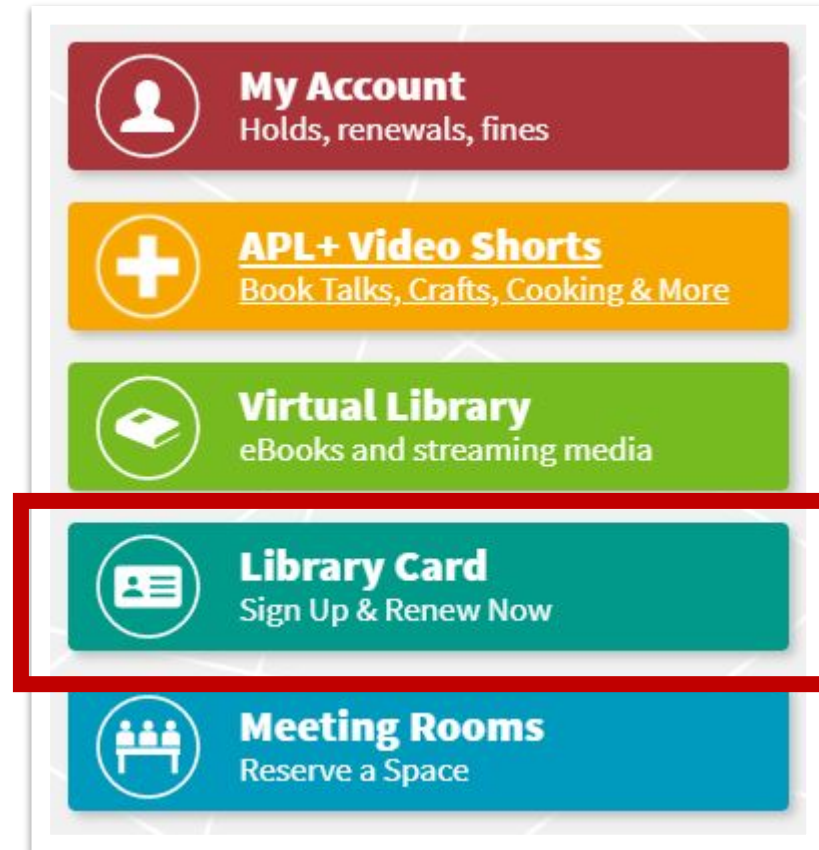 My Account
Holds, renewals, fines
APL+ Video Shorts
Book Talks, Crafts, Cooking & More
Virtual Library
eBooks and streaming media
Library Card
Sign Up & Renew Now
Meeting Rooms
Reserve a Space